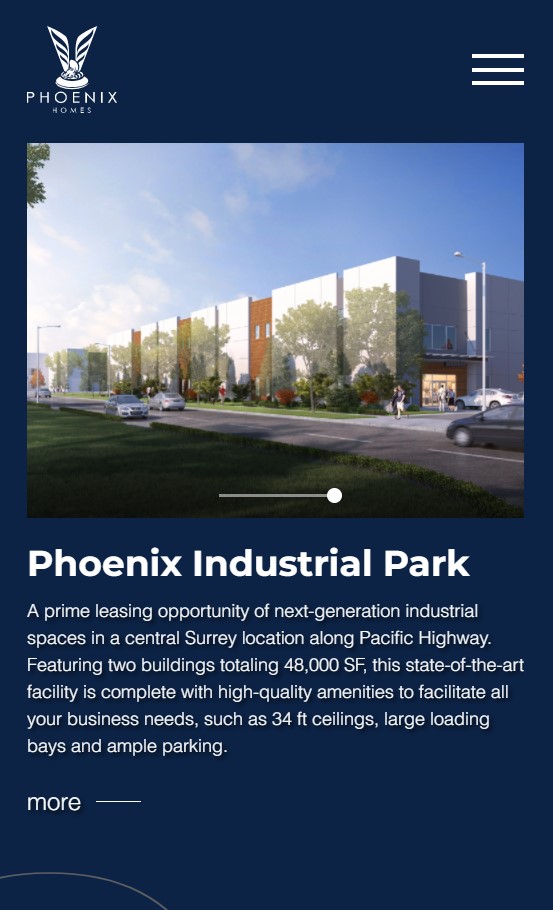 PHOENIX
HOMES
Phoenix Industrial Park
A prime leasing opportunity of next-generation industrial
spaces in a central Surrey location along Pacific Highway.
Featuring two buildings totaling 48,000 SF, this state-of-the-art
facility is complete with high-quality amenities to facilitate all
your business needs, such as 34 ft ceilings, large loading
bays and ample parking.
more